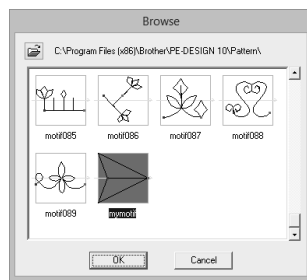 Browse
C:\Program Files (x86)\Brother\PE-DESIGN 10\Pattern\
motif085 motif086 motif087 motif088
motif089 mymotif
OK Cancel